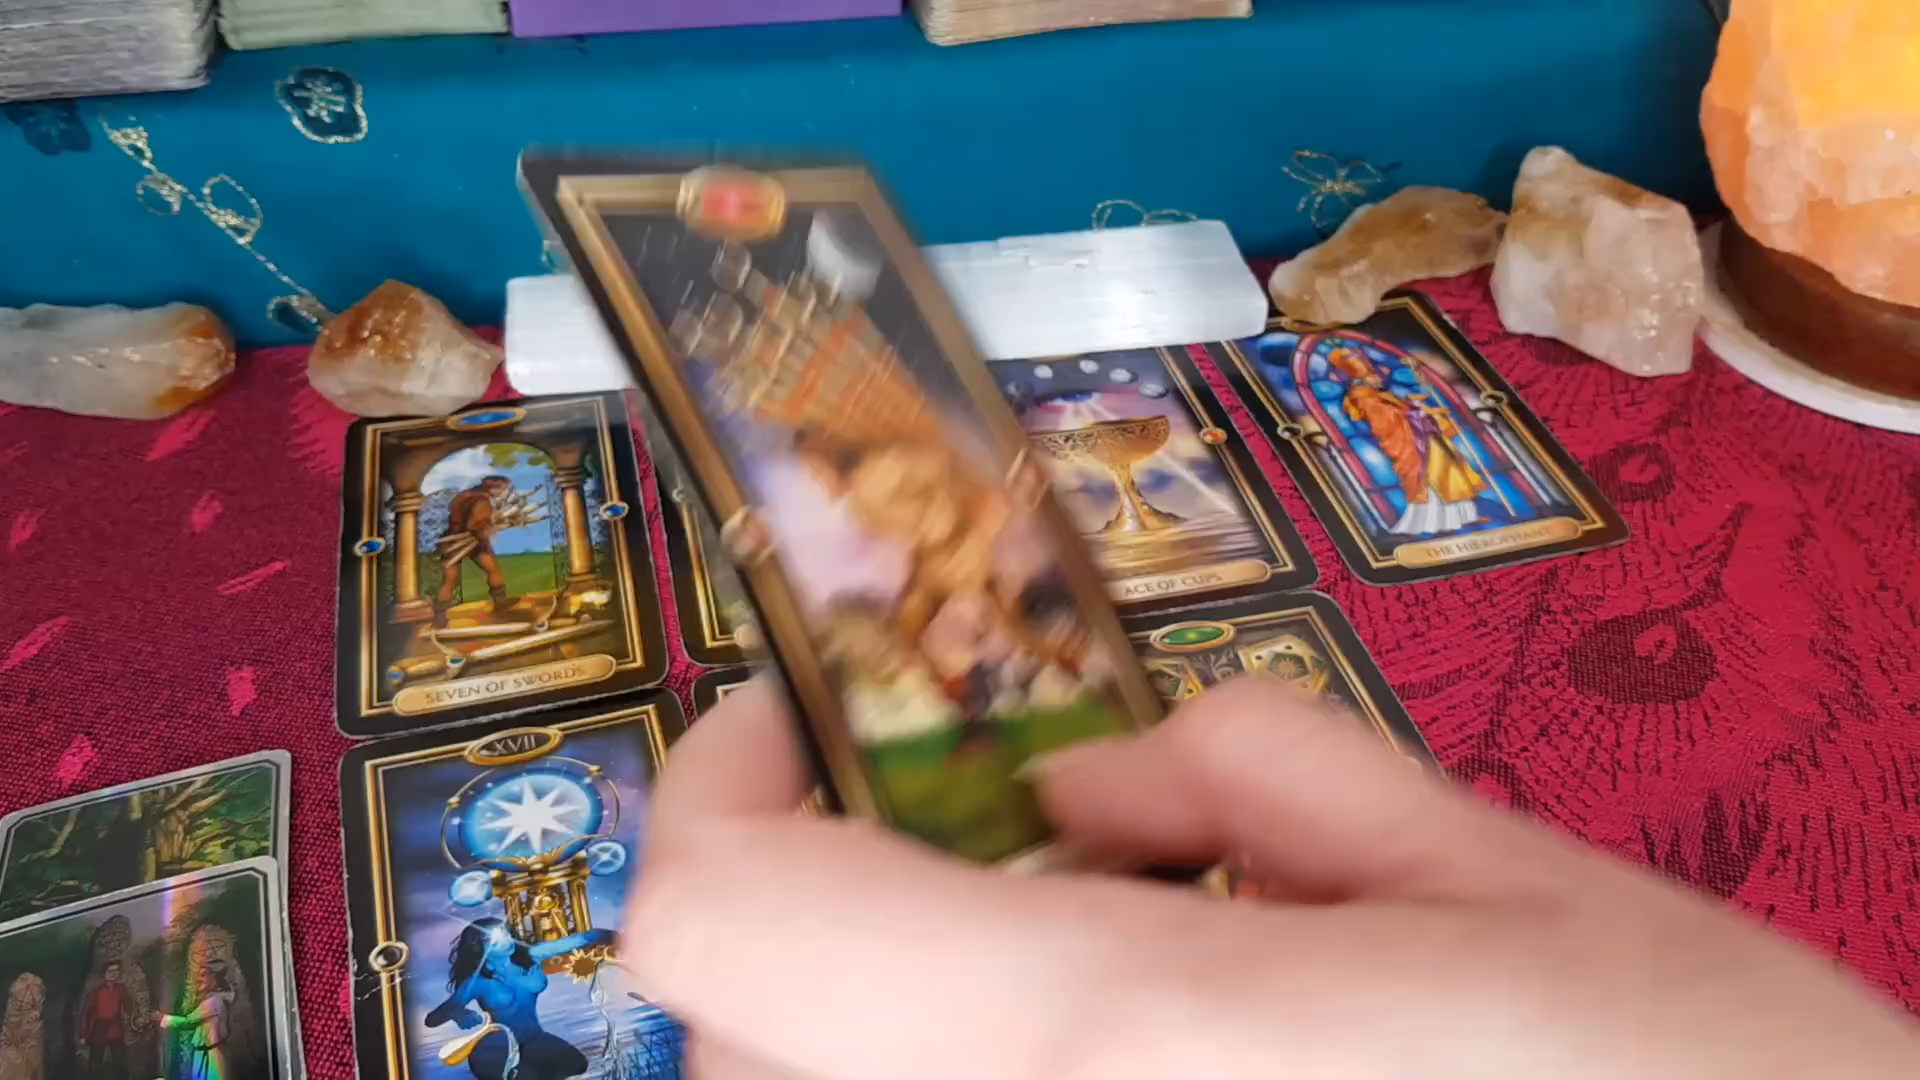 SEVEN OF SWORDS
ACE OF CUPS
THE HIEROPHANT
XVII